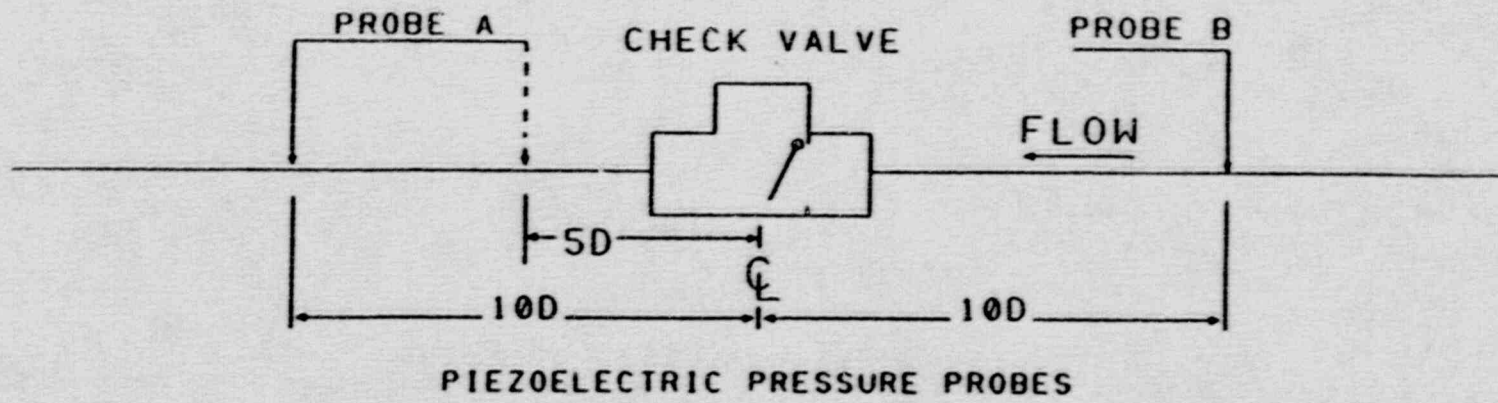 PROBE A
CHECK VALVE
PROBE B
FLOW
5D
℄
10D
10D
PIEZOELECTRIC PRESSURE PROBES